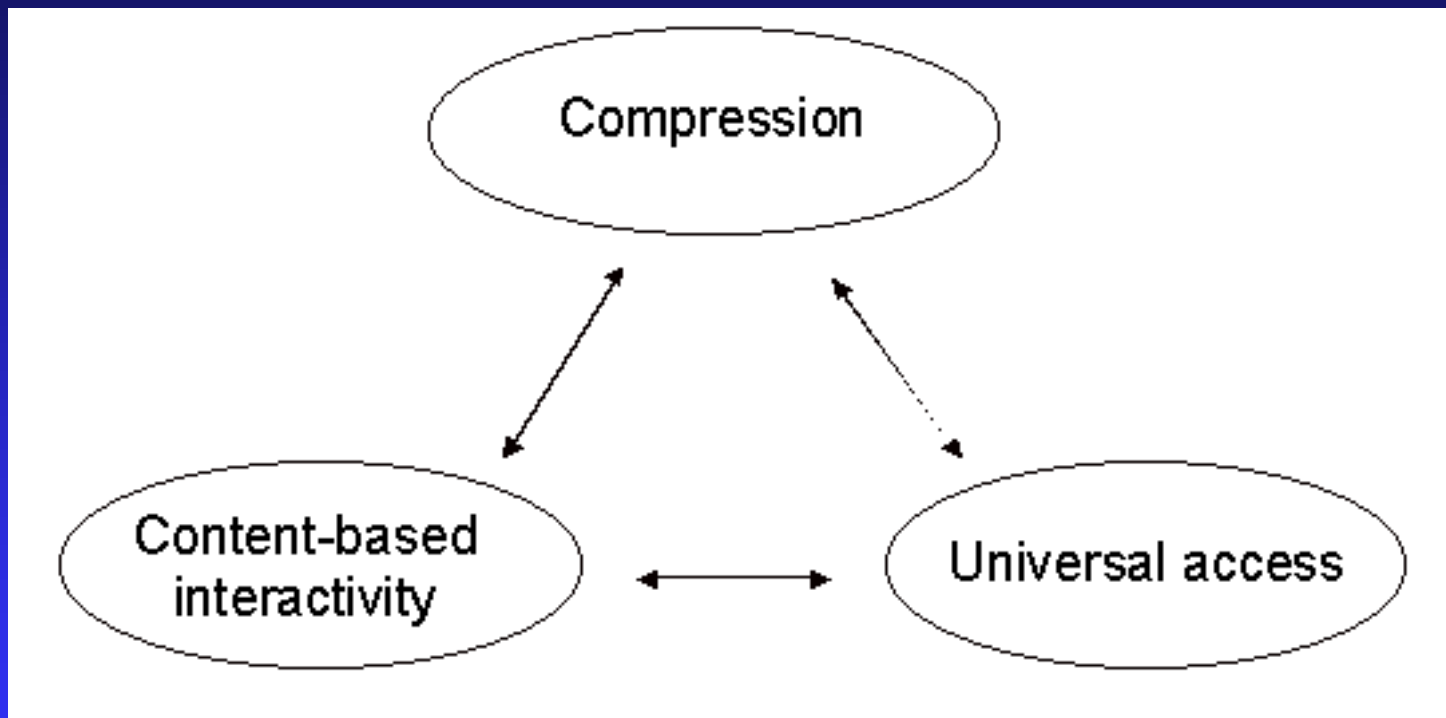 Compression
Content-based
interactivity
Universal access